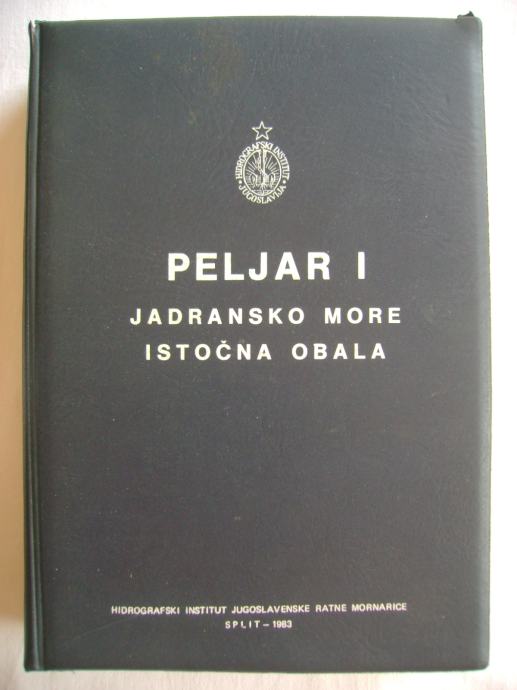 HIDROGRAFSKI INSTITUT
JUGOSLAVIJA
PELJAR I
JADRANSKO MORE
ISTOČNA OBALA
HIDROGRAFSKI INSTITUT JUGOSLAVENSKE RATNE MORNARICE
SPLIT – 1983